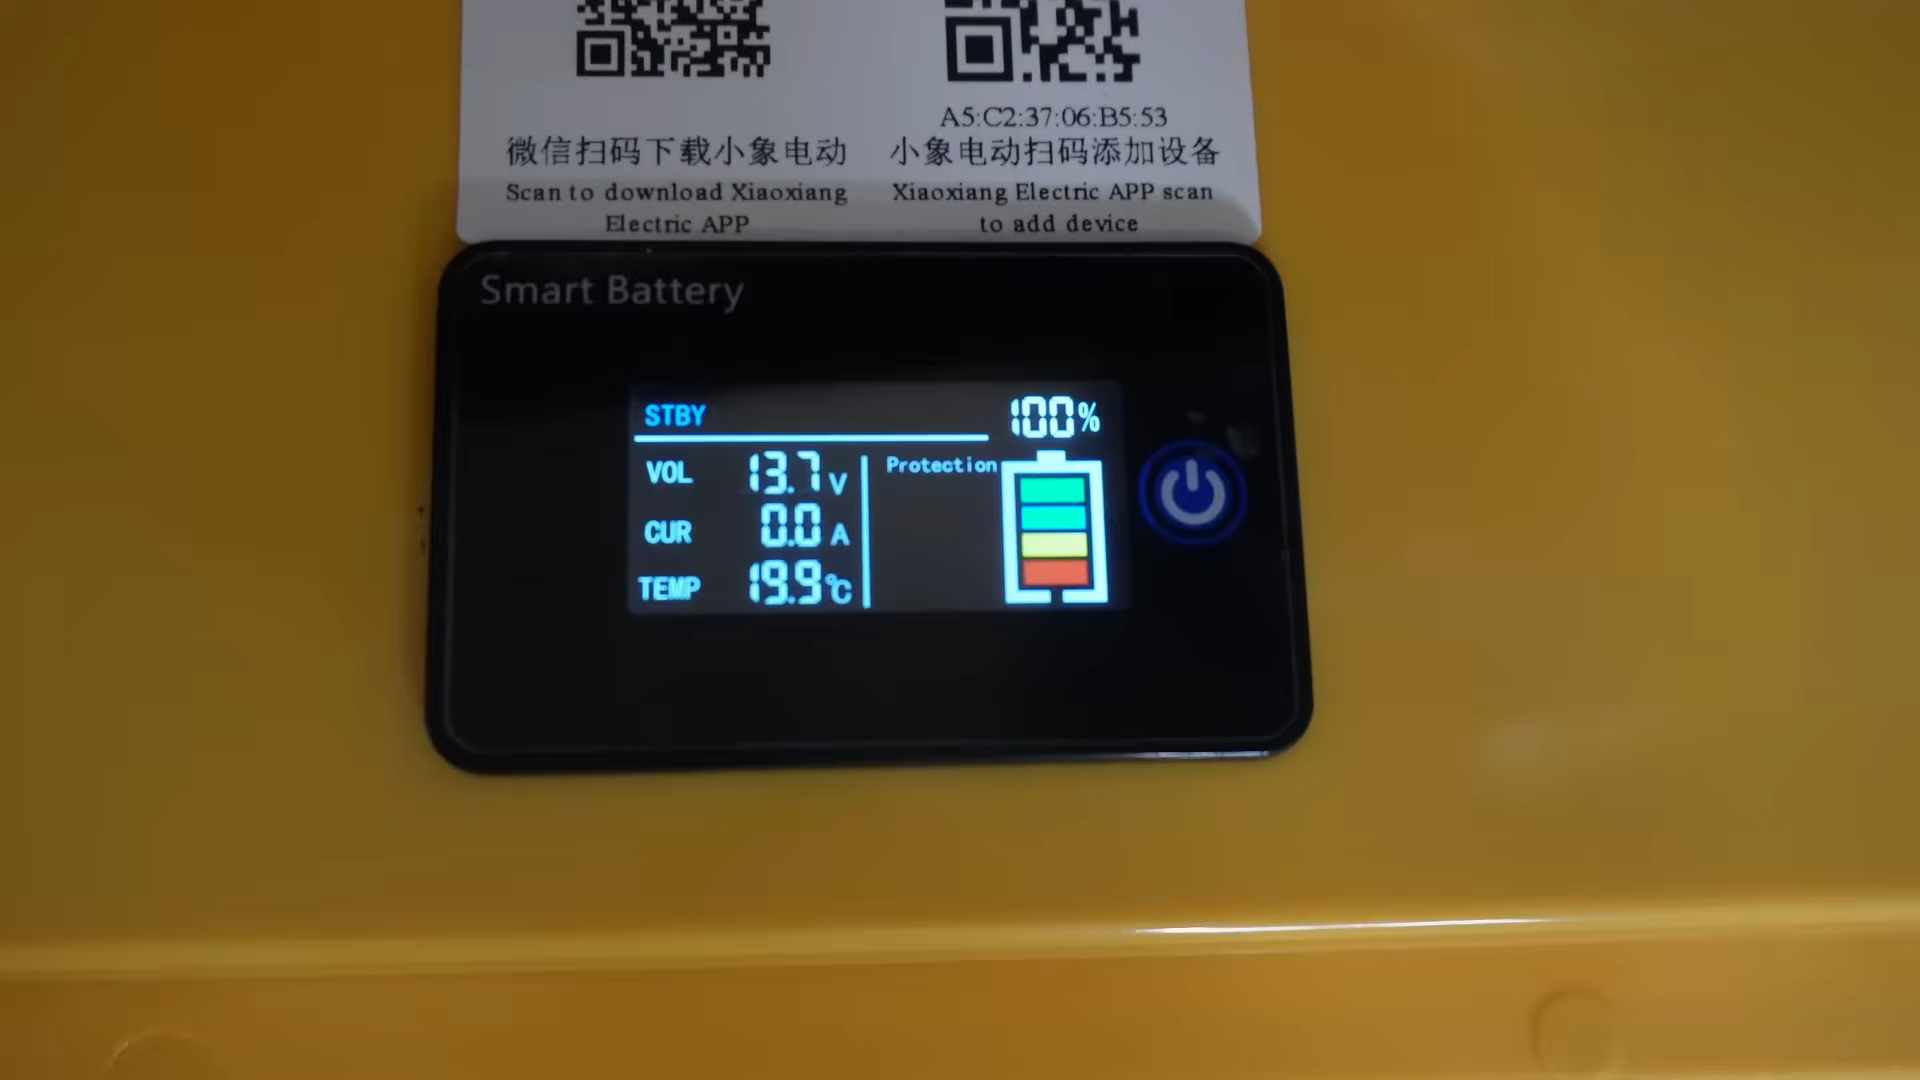 A5:C2:37:06:B5:53
微信扫码下载小象电动
小象电动扫码添加设备
Scan to download Xiaoxiang
Electric APP
Xiaoxiang Electric APP scan
to add device
Smart Battery
STBY
100%
VOL 13.7 V
Protection
CUR 0.0 A
TEMP 19.9 ℃